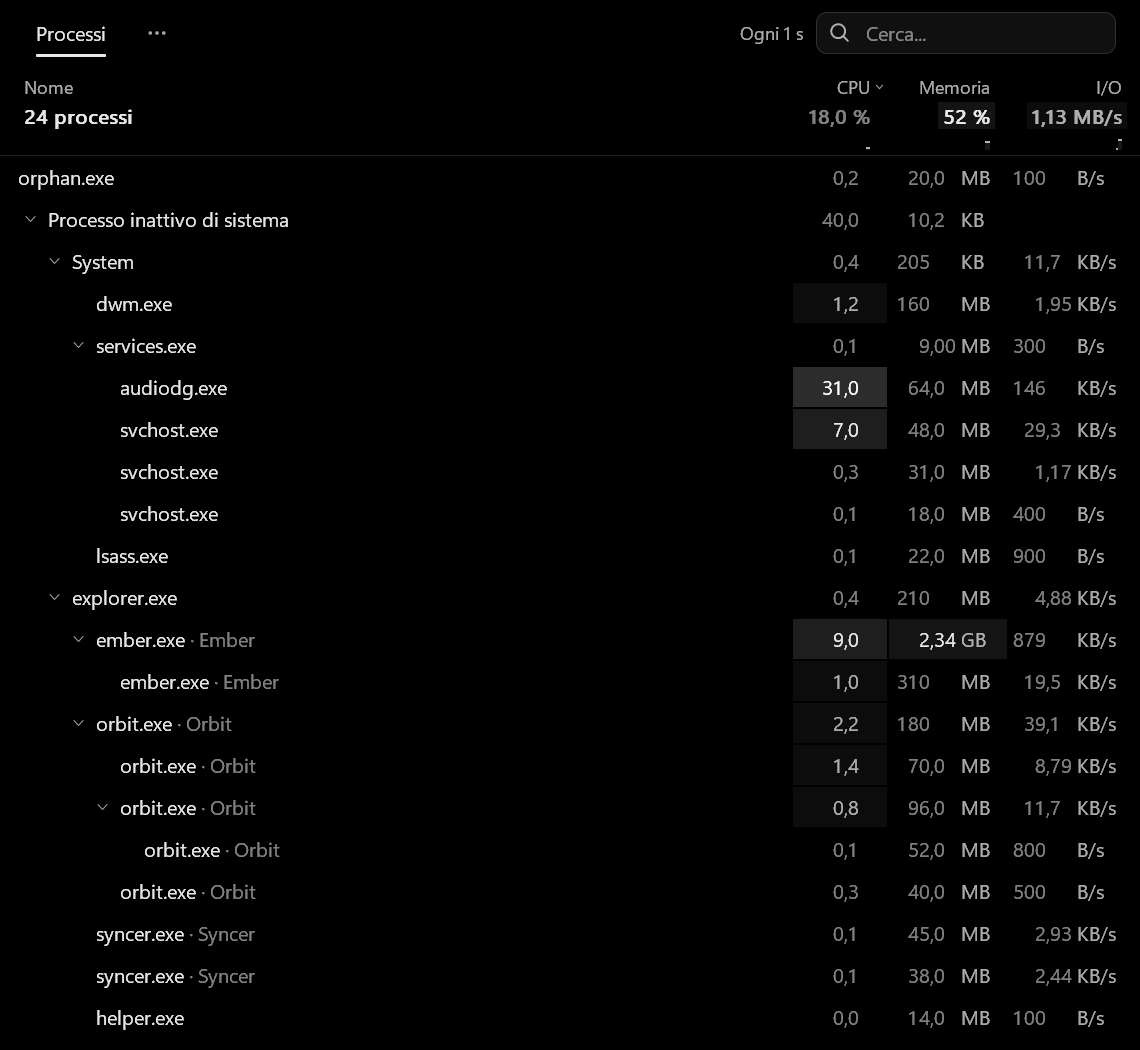 Processi ··· Ogni 1 s Cerca...
Nome CPU Memoria I/O
24 processi 18,0 % 52 % 1,13 MB/s
orphan.exe 0,2 20,0 MB 100 B/s
Processo inattivo di sistema 40,0 10,2 KB
System 0,4 205 KB 11,7 KB/s
dwm.exe 1,2 160 MB 1,95 KB/s
services.exe 0,1 9,00 MB 300 B/s
audiodg.exe 31,0 64,0 MB 146 KB/s
svchost.exe 7,0 48,0 MB 29,3 KB/s
svchost.exe 0,3 31,0 MB 1,17 KB/s
svchost.exe 0,1 18,0 MB 400 B/s
lsass.exe 0,1 22,0 MB 900 B/s
explorer.exe 0,4 210 MB 4,88 KB/s
ember.exe · Ember 9,0 2,34 GB 879 KB/s
ember.exe · Ember 1,0 310 MB 19,5 KB/s
orbit.exe · Orbit 2,2 180 MB 39,1 KB/s
orbit.exe · Orbit 1,4 70,0 MB 8,79 KB/s
orbit.exe · Orbit 0,8 96,0 MB 11,7 KB/s
orbit.exe · Orbit 0,1 52,0 MB 800 B/s
orbit.exe · Orbit 0,3 40,0 MB 500 B/s
syncer.exe · Syncer 0,1 45,0 MB 2,93 KB/s
syncer.exe · Syncer 0,1 38,0 MB 2,44 KB/s
helper.exe 0,0 14,0 MB 100 B/s